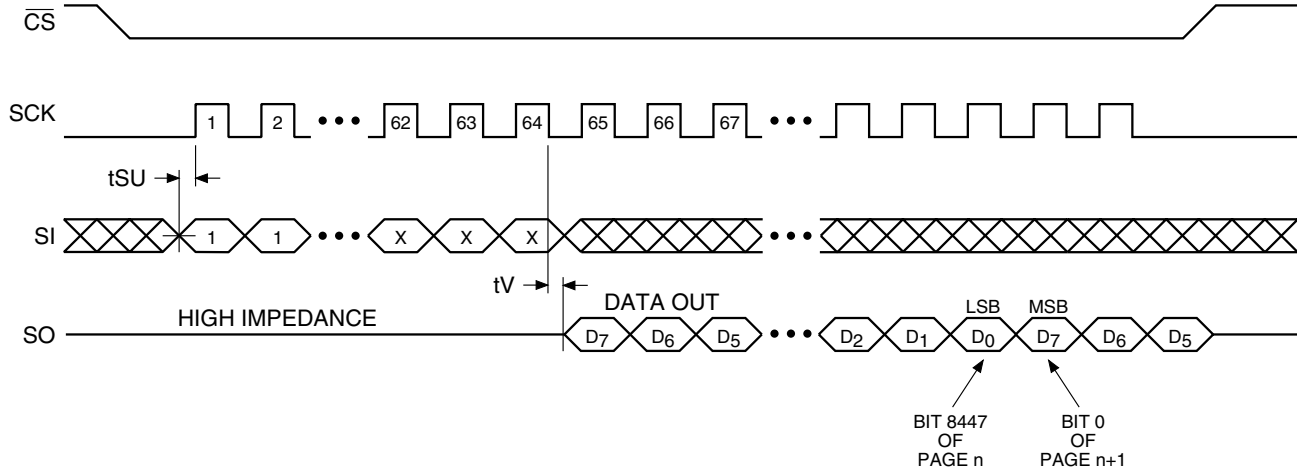 CS
SCK
1 2 ••• 62 63 64 65 66 67 •••
tSU
SI
1 1 ••• X X X •••
tV
DATA OUT
HIGH IMPEDANCE
LSB MSB
SO
D7 D6 D5 ••• D2 D1 D0 D7 D6 D5
BIT 8447
OF
PAGE n
BIT 0
OF
PAGE n+1